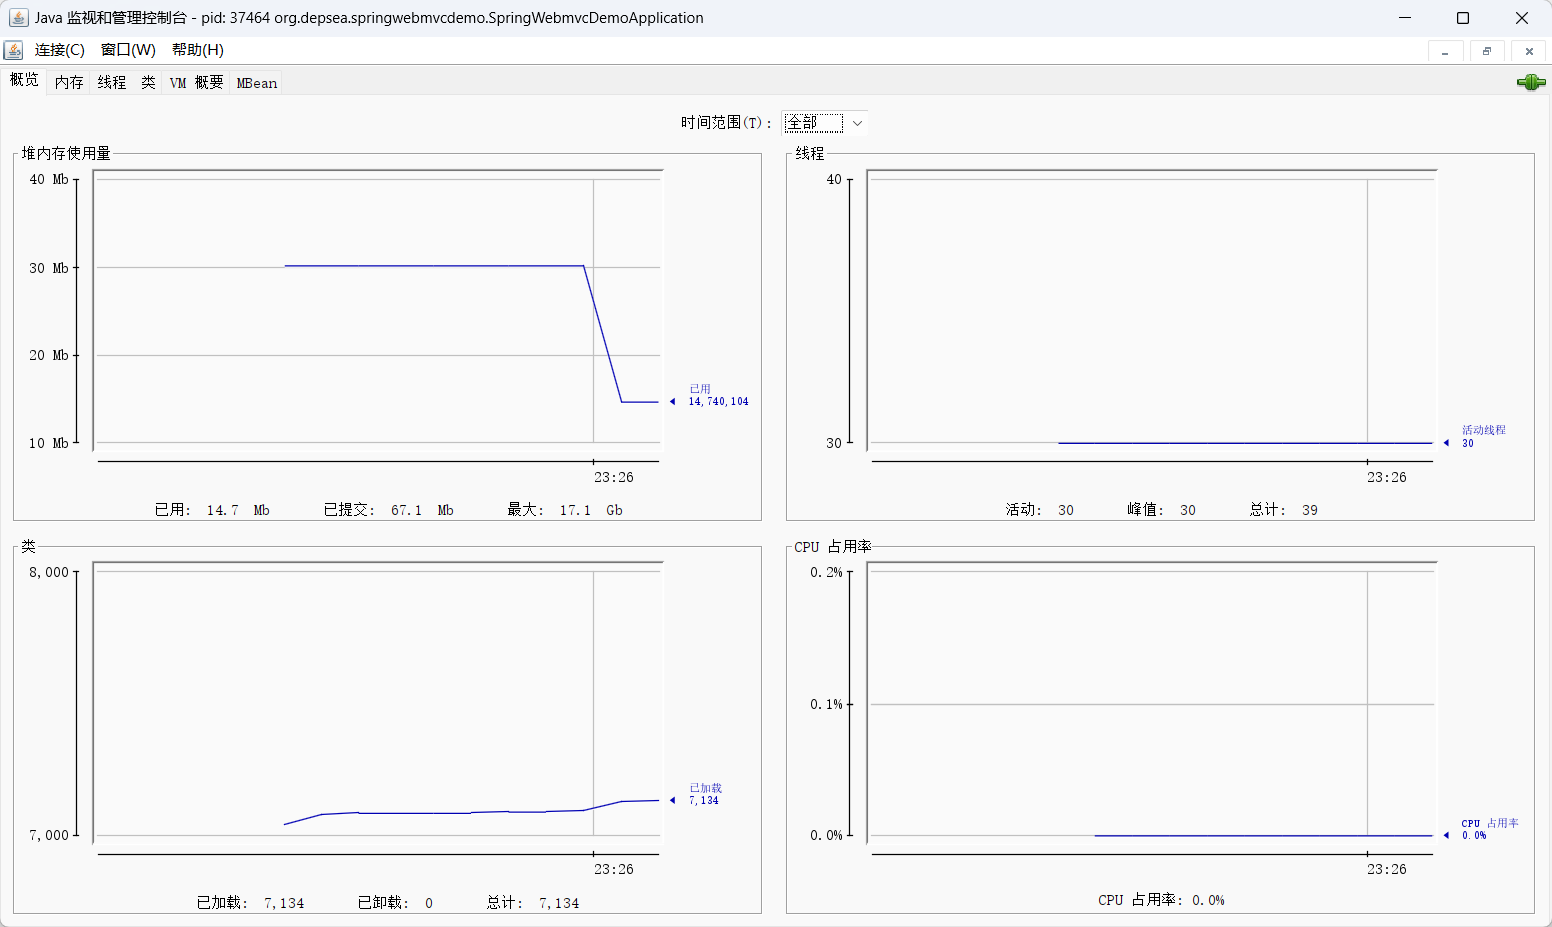 Java 监视和管理控制台 - pid: 37464 org.depsea.springwebmvcdemo.SpringWebmvcDemoApplication
连接(C) 窗口(W) 帮助(H)
概览 内存 线程 类 VM 概要 MBean
时间范围(T): 全部
堆内存使用量
40 Mb
30 Mb
20 Mb
10 Mb
已用
14,740,104
23:26
已用: 14.7 Mb 已提交: 67.1 Mb 最大: 17.1 Gb
线程
40
30
活动线程
30
23:26
活动: 30 峰值: 30 总计: 39
类
8,000
7,000
已加载
7,134
23:26
已加载: 7,134 已卸载: 0 总计: 7,134
CPU 占用率
0.2%
0.1%
0.0%
CPU 占用率
0.0%
23:26
CPU 占用率: 0.0%